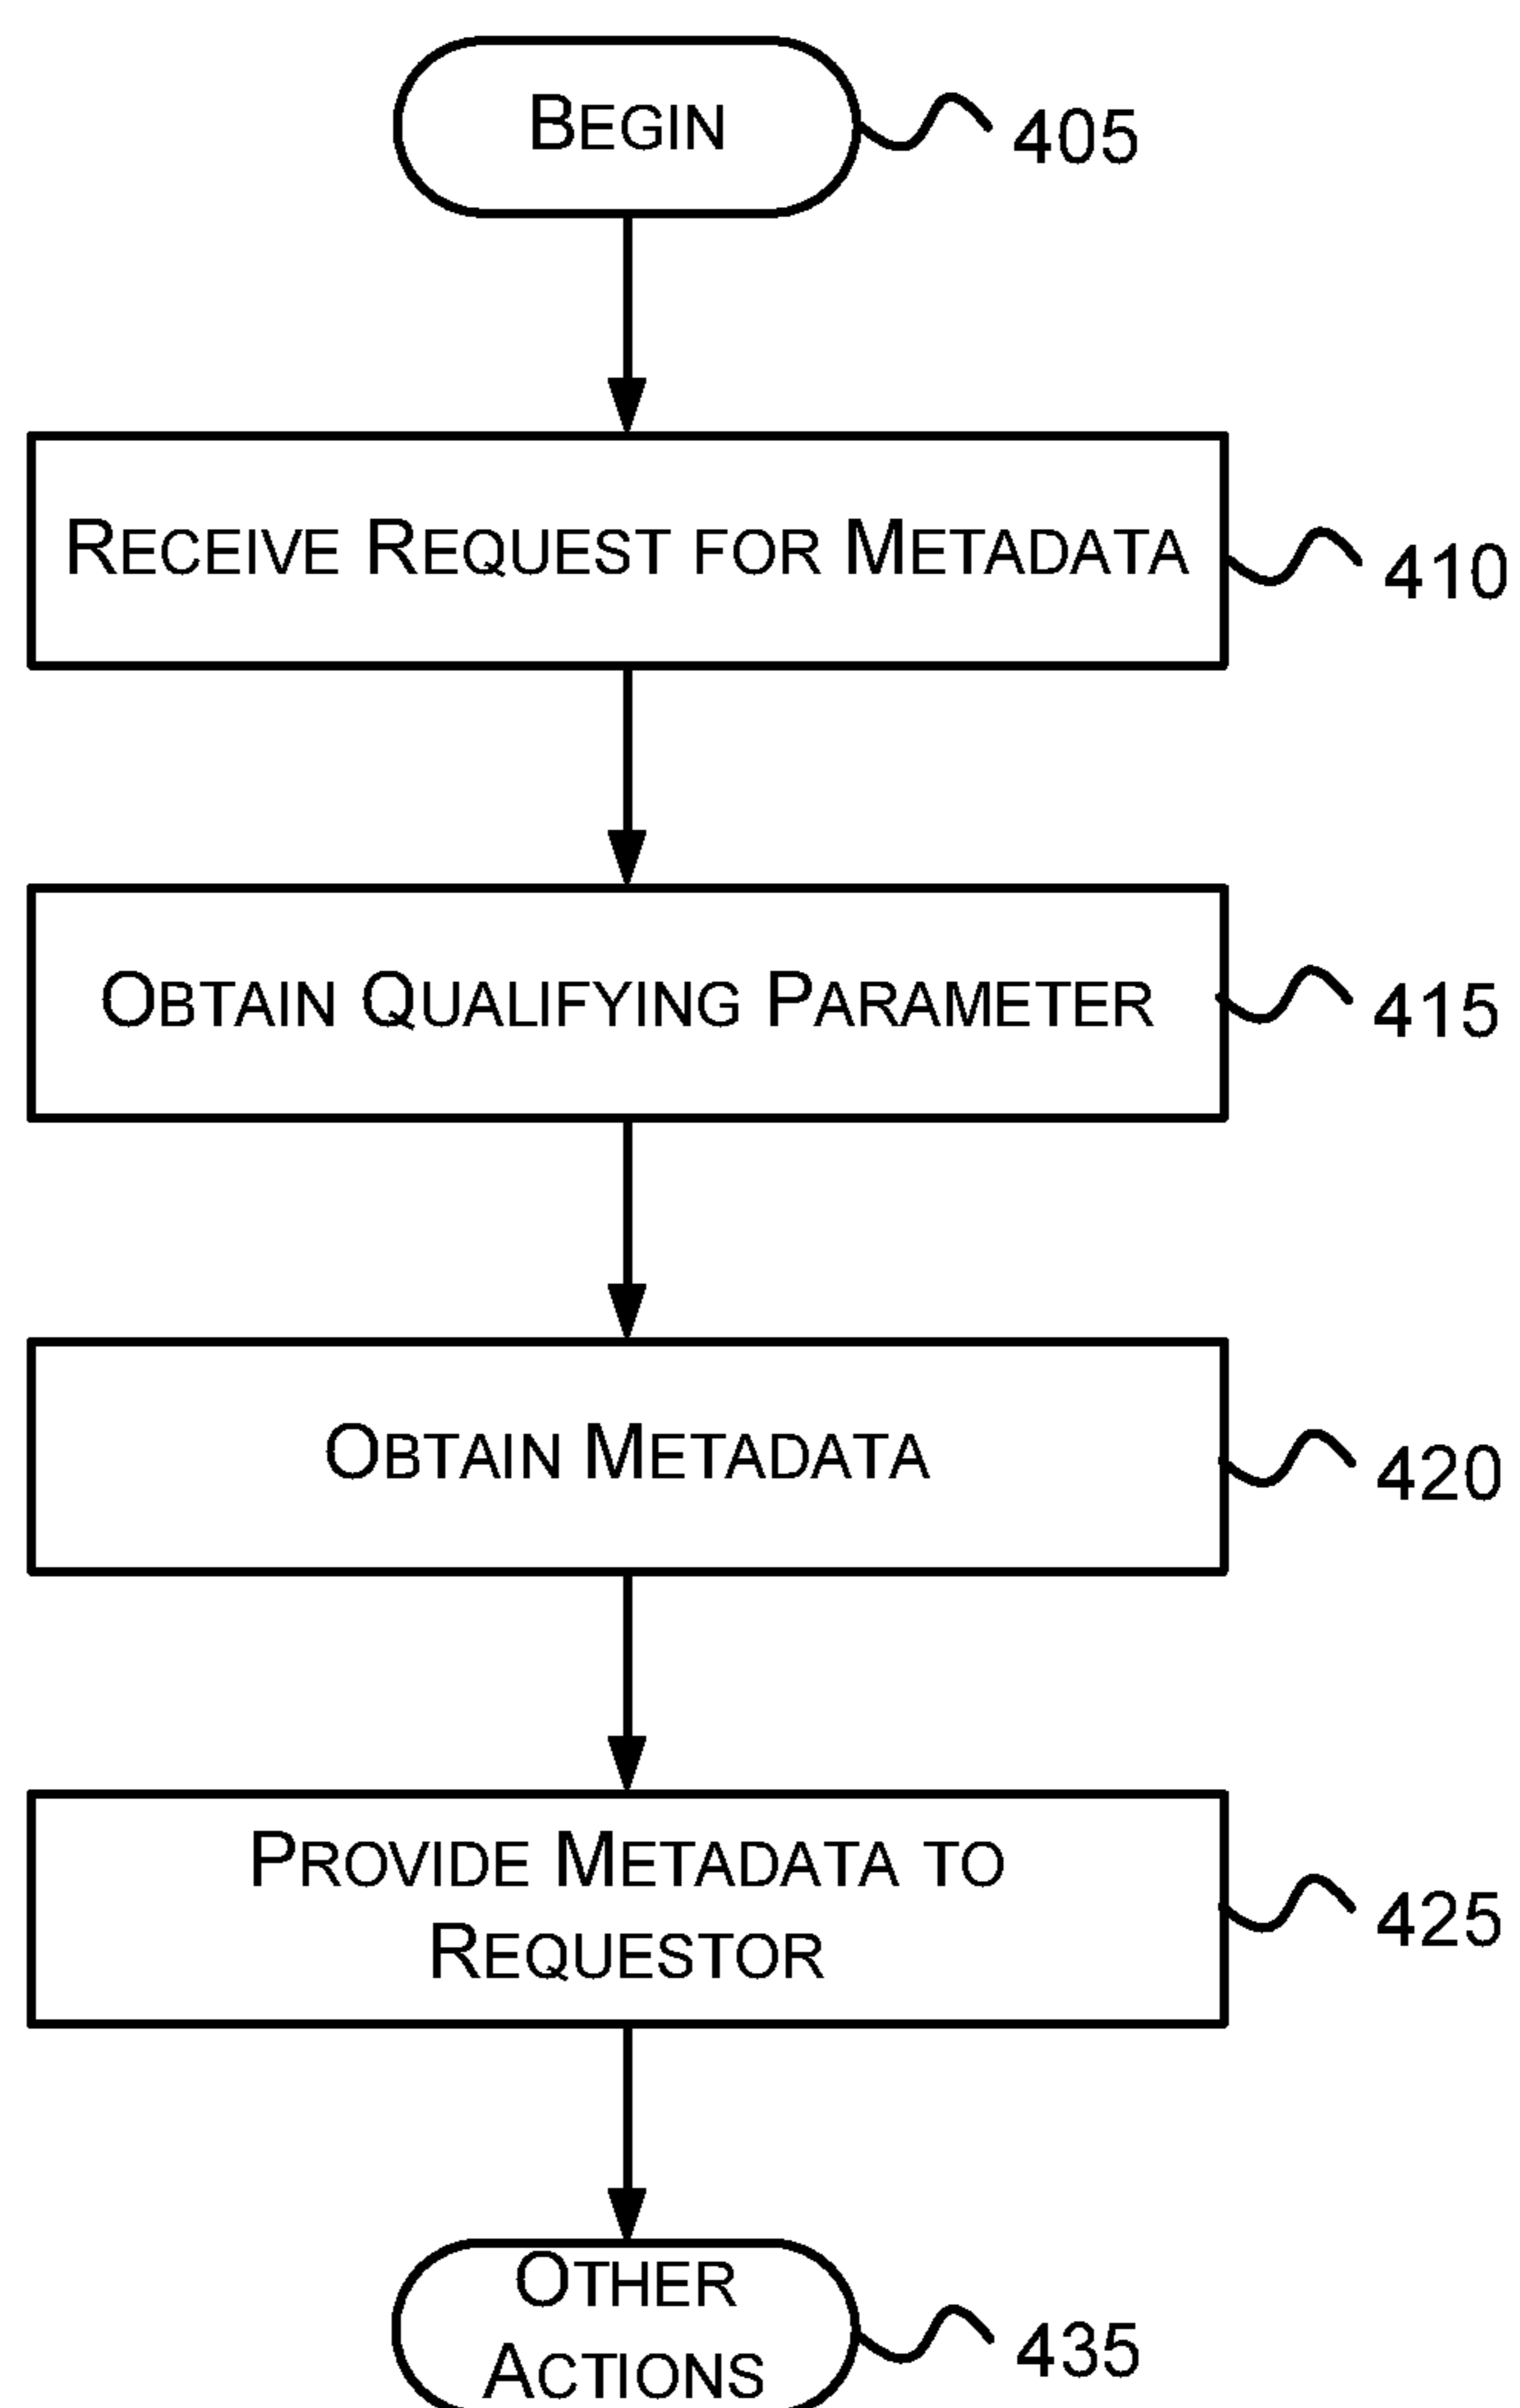 BEGIN
405
RECEIVE REQUEST FOR METADATA
410
OBTAIN QUALIFYING PARAMETER
415
OBTAIN METADATA
420
PROVIDE METADATA TO
REQUESTOR
425
OTHER
ACTIONS
435